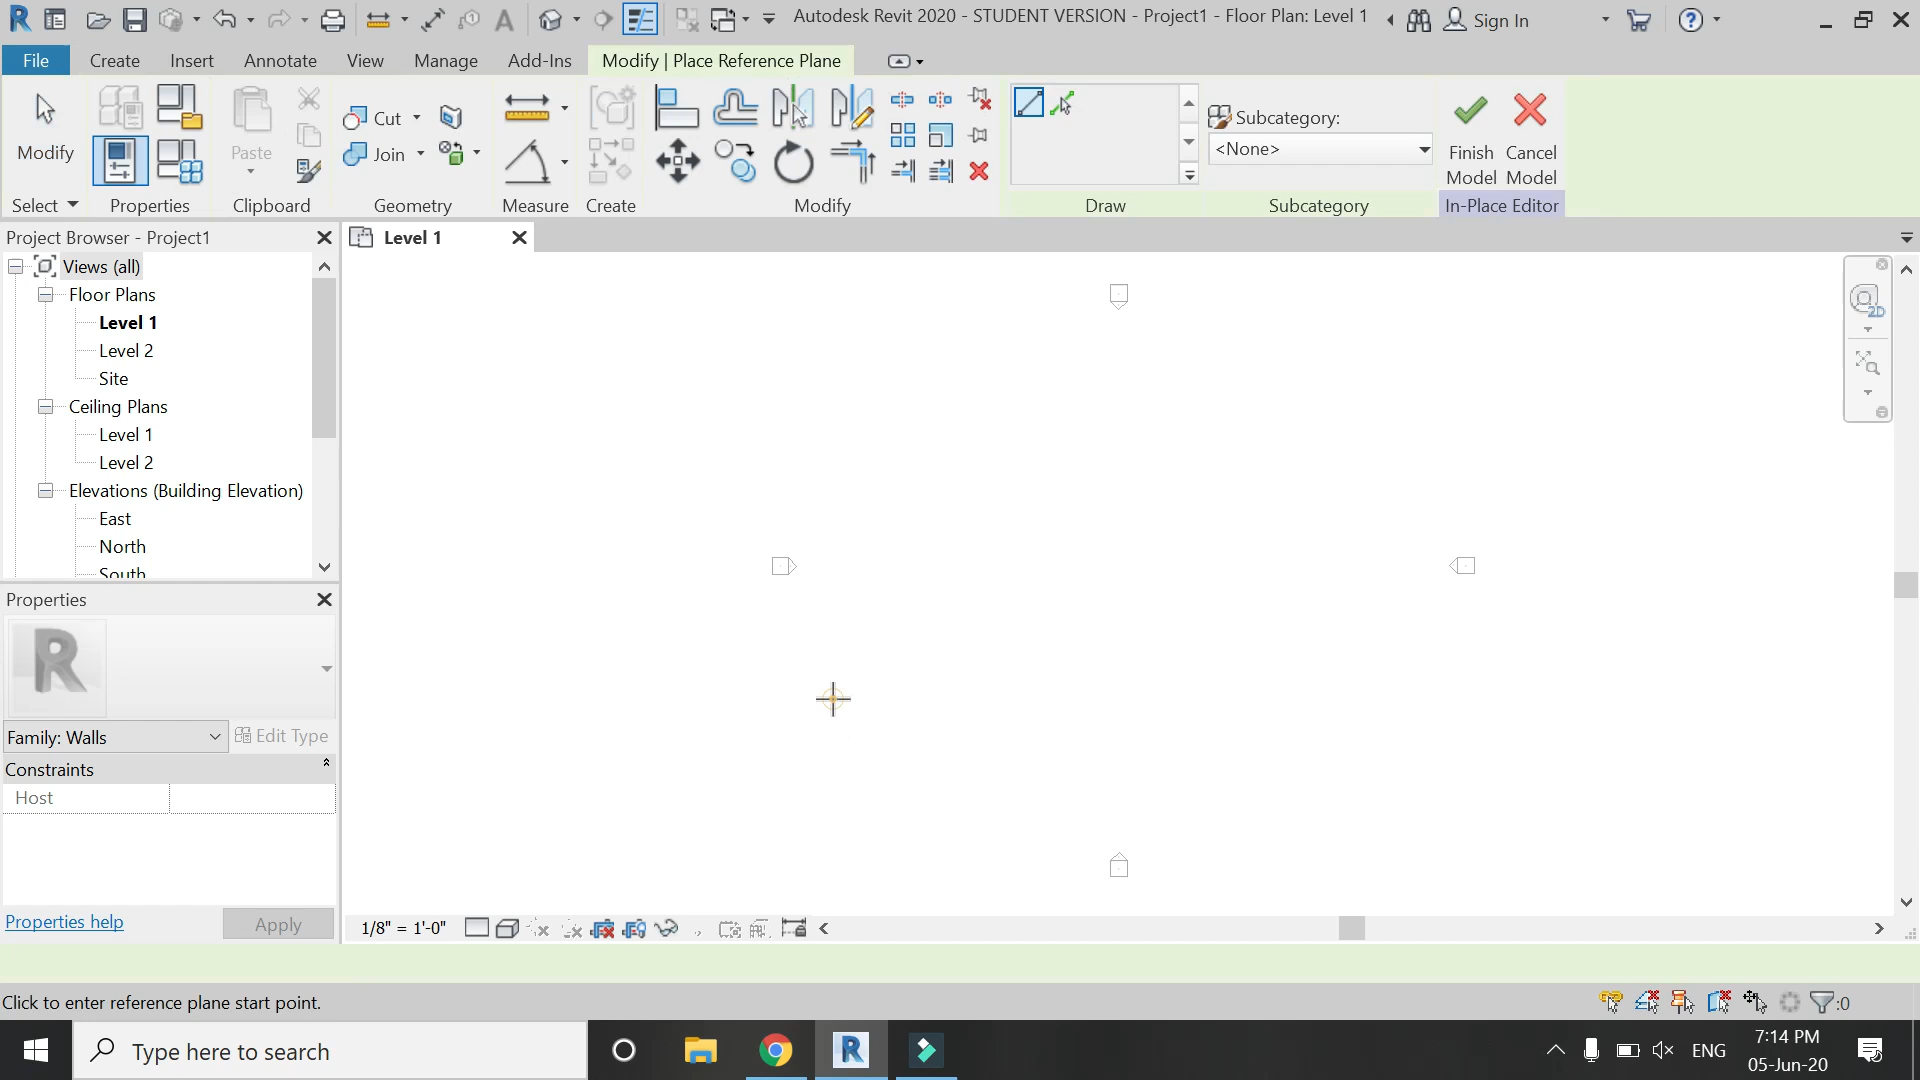 Autodesk Revit 2020 - STUDENT VERSION - Project1 - Floor Plan: Level 1
Sign In
File
Create
Insert
Annotate
View
Manage
Add-Ins
Modify | Place Reference Plane
Modify
Paste
Cut
Join
Subcategory:
<None>
Finish
Model
Cancel
Model
Select
Properties
Clipboard
Geometry
Measure
Create
Modify
Draw
Subcategory
In-Place Editor
Project Browser - Project1
Level 1
Views (all)
Floor Plans
Level 1
Level 2
Site
Ceiling Plans
Level 1
Level 2
Elevations (Building Elevation)
East
North
South
2D
Properties
Family: Walls
Edit Type
Constraints
Host
Properties help
Apply
1/8" = 1'-0"
Click to enter reference plane start point.
:0
Type here to search
ENG
7:14 PM
05-Jun-20